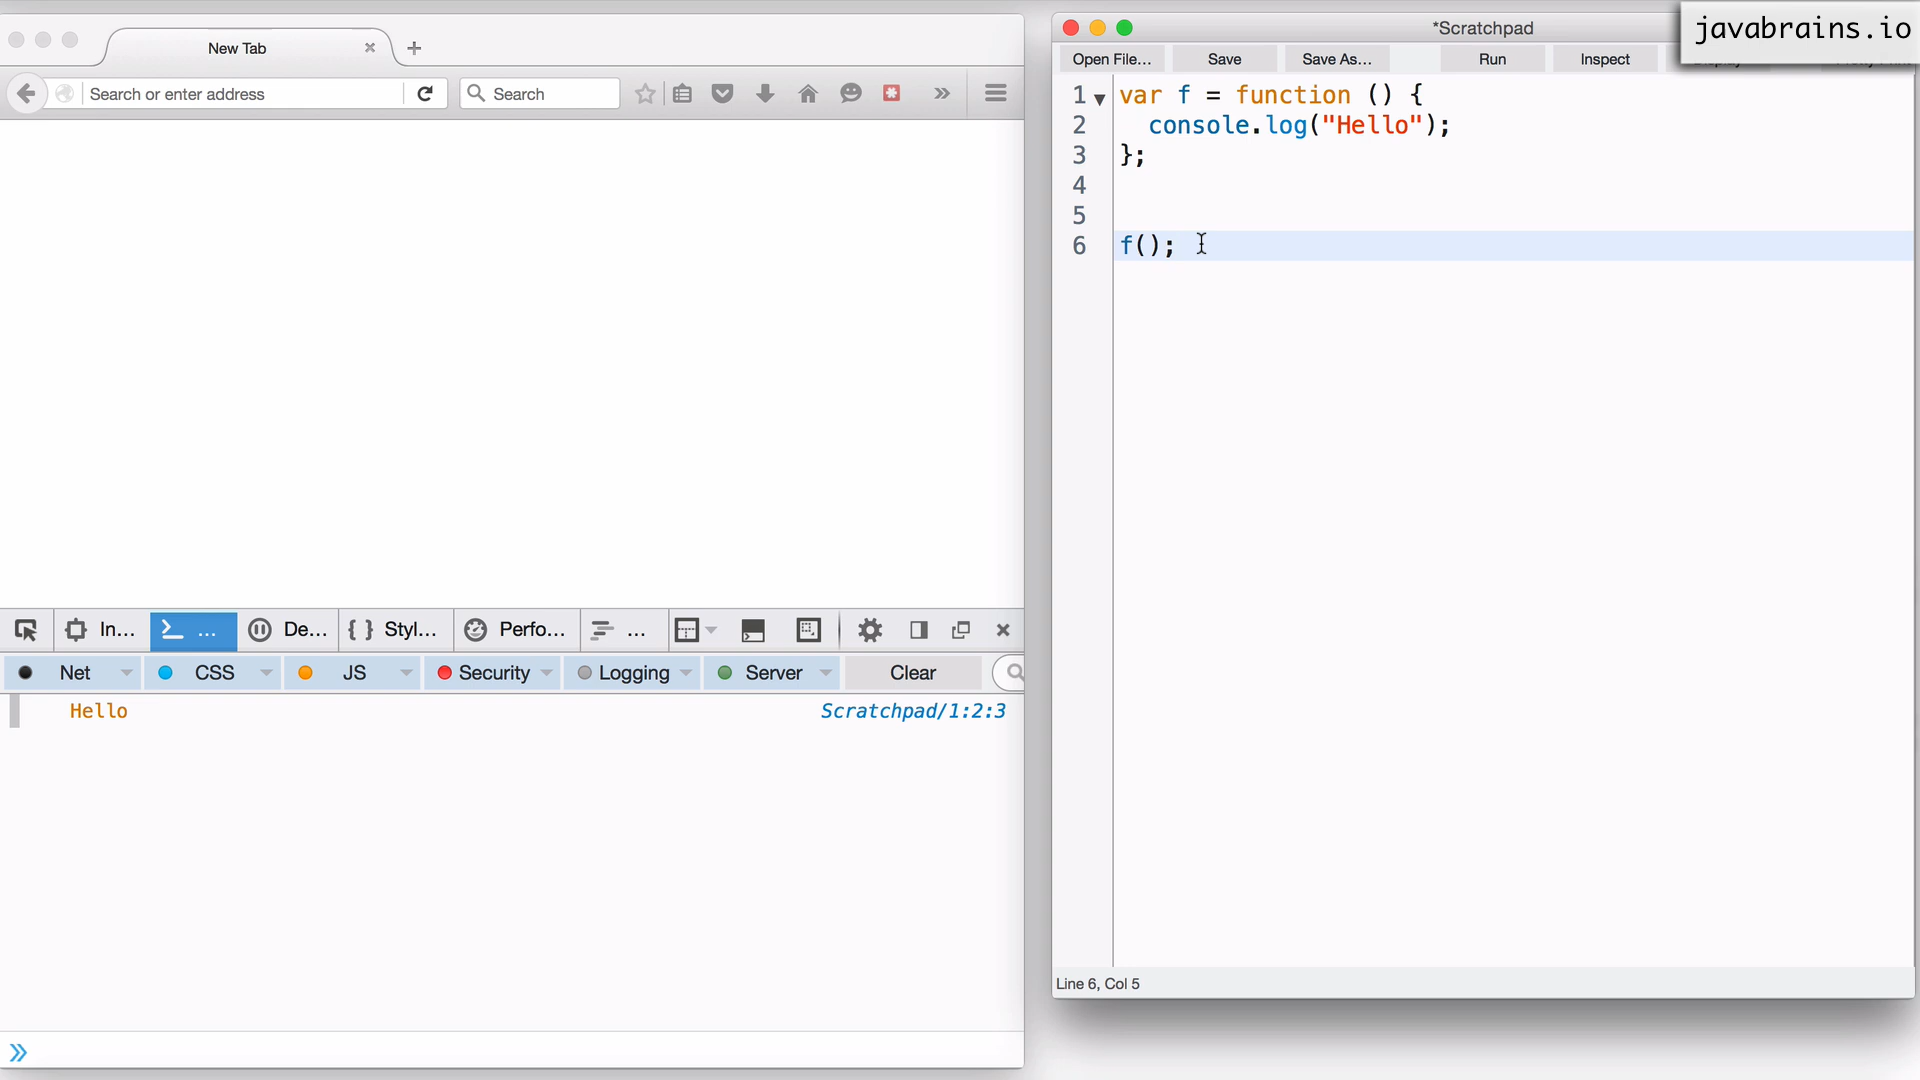 New Tab
Search or enter address
Search
In...
...
De...
Styl...
Perfo...
...
Net
CSS
JS
Security
Logging
Server
Clear
Hello
Scratchpad/1:2:3
*Scratchpad
javabrains.io
Open File...
Save
Save As...
Run
Inspect
1 var f = function () {
2 console.log("Hello");
3 };
4
5
6 f();
Line 6, Col 5